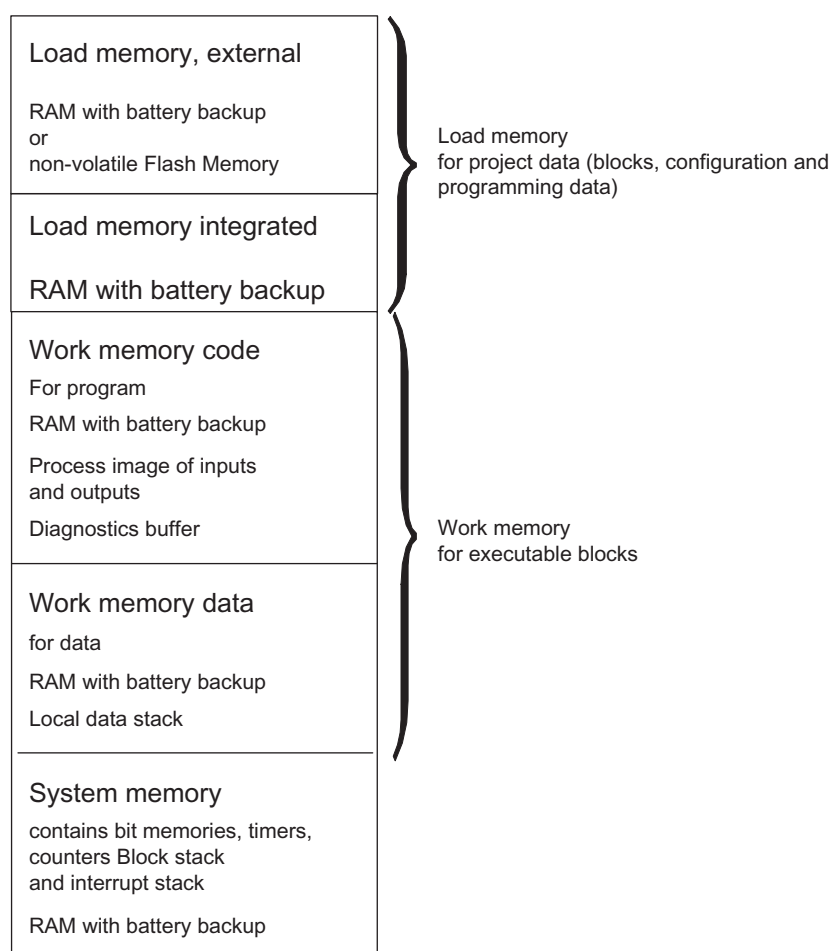 Load memory, external
RAM with battery backup
or
non-volatile Flash Memory
Load memory
for project data (blocks, configuration and
programming data)
Load memory integrated
RAM with battery backup
Work memory code
For program
RAM with battery backup
Process image of inputs
and outputs
Diagnostics buffer
Work memory
for executable blocks
Work memory data
for data
RAM with battery backup
Local data stack
System memory
contains bit memories, timers,
counters Block stack
and interrupt stack
RAM with battery backup